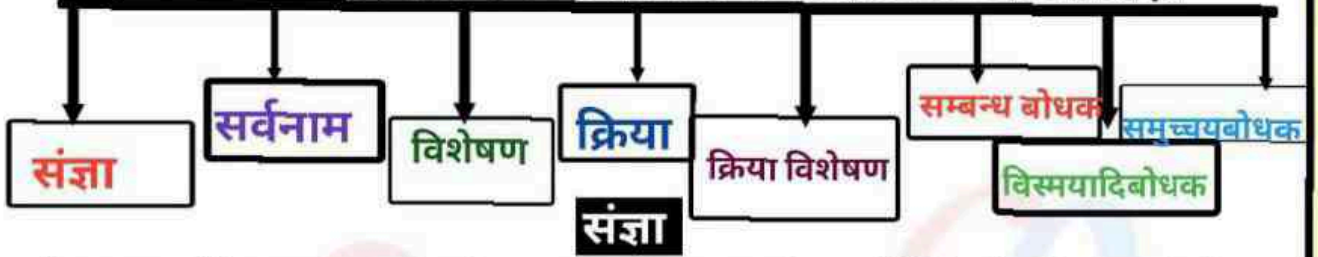 संज्ञा
सर्वनाम
विशेषण
क्रिया
क्रिया विशेषण
सम्बन्ध बोधक
विस्मयादिबोधक
समुच्चयबोधक
संज्ञा